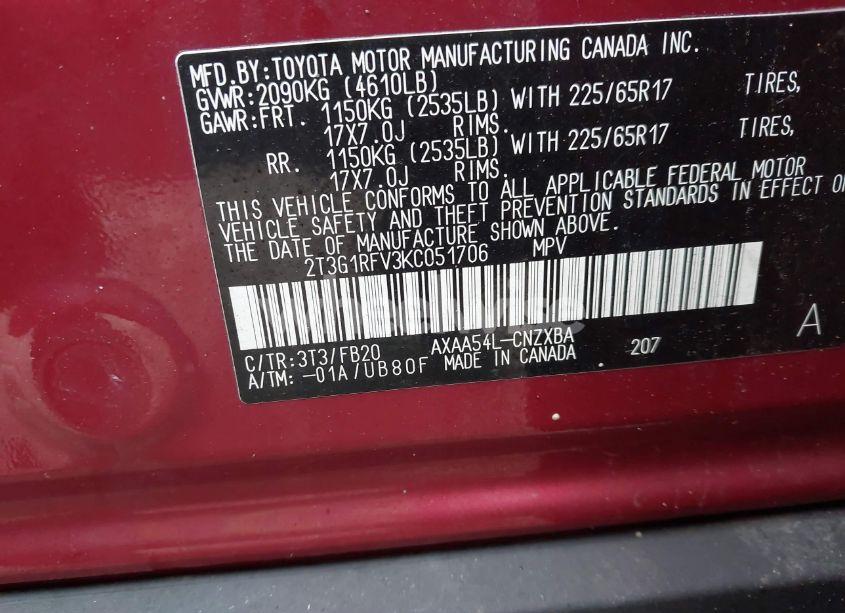 MFD.BY:TOYOTA MOTOR MANUFACTURING CANADA INC.
GVWR:2090KG (4610LB)
GAWR:FRT. 1150KG (2535LB) WITH 225/65R17 TIRES,
17X7.0J RIMS.
RR. 1150KG (2535LB) WITH 225/65R17 TIRES,
17X7.0J RIMS.
THIS VEHICLE CONFORMS TO ALL APPLICABLE FEDERAL MOTOR
VEHICLE SAFETY AND THEFT PREVENTION STANDARDS IN EFFECT
THE DATE OF MANUFACTURE SHOWN ABOVE.
2T3G1RFV3KC051706 MPV
C/TR:3T3/FB20 AXAA54L-CNZXBA 207 A
A/TM:-01A/UB80F MADE IN CANADA